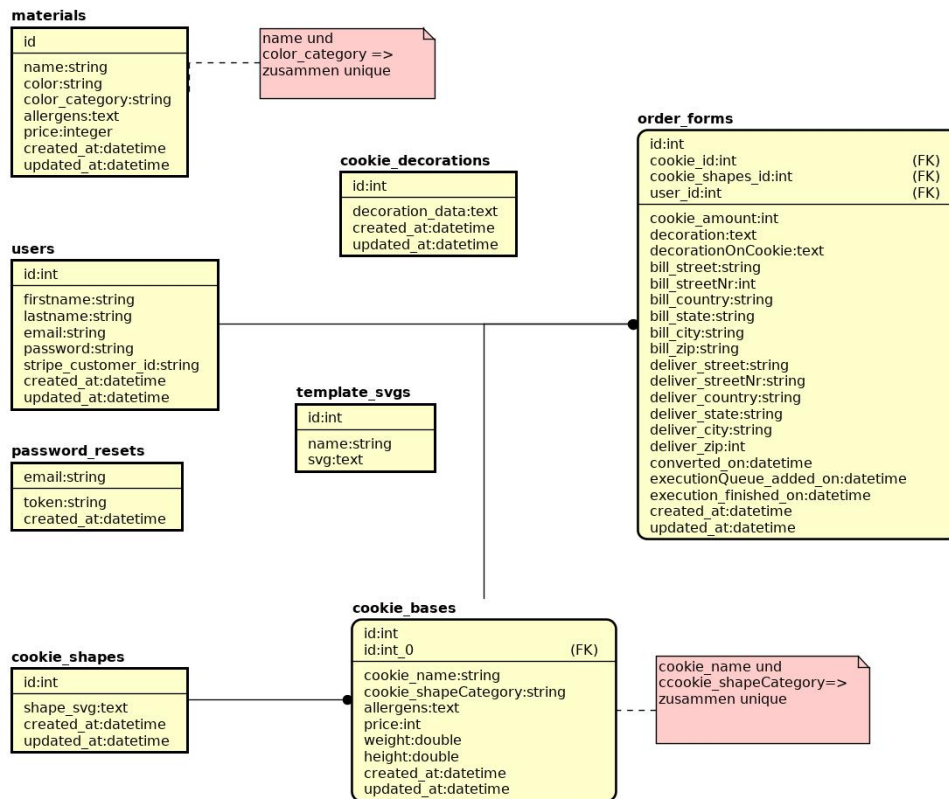 materials
id
name:string
color:string
color_category:string
allergens:text
price:integer
created_at:datetime
updated_at:datetime
name und
color_category =>
zusammen unique
cookie_decorations
id:int
decoration_data:text
created_at:datetime
updated_at:datetime
order_forms
id:int
cookie_id:int (FK)
cookie_shapes_id:int (FK)
user_id:int (FK)
cookie_amount:int
decoration:text
decorationOnCookie:text
bill_street:string
bill_streetNr:int
bill_country:string
bill_state:string
bill_city:string
bill_zip:string
deliver_street:string
deliver_streetNr:string
deliver_country:string
deliver_state:string
deliver_city:string
deliver_zip:int
converted_on:datetime
executionQueue_added_on:datetime
execution_finished_on:datetime
created_at:datetime
updated_at:datetime
users
id:int
firstname:string
lastname:string
email:string
password:string
stripe_customer_id:string
created_at:datetime
updated_at:datetime
template_svgs
id:int
name:string
svg:text
password_resets
email:string
token:string
created_at:datetime
cookie_shapes
id:int
shape_svg:text
created_at:datetime
updated_at:datetime
cookie_bases
id:int
id:int_0 (FK)
cookie_name:string
cookie_shapeCategory:string
allergens:text
price:int
weight:double
height:double
created_at:datetime
updated_at:datetime
cookie_name und
ccookie_shapeCategory=>
zusammen unique